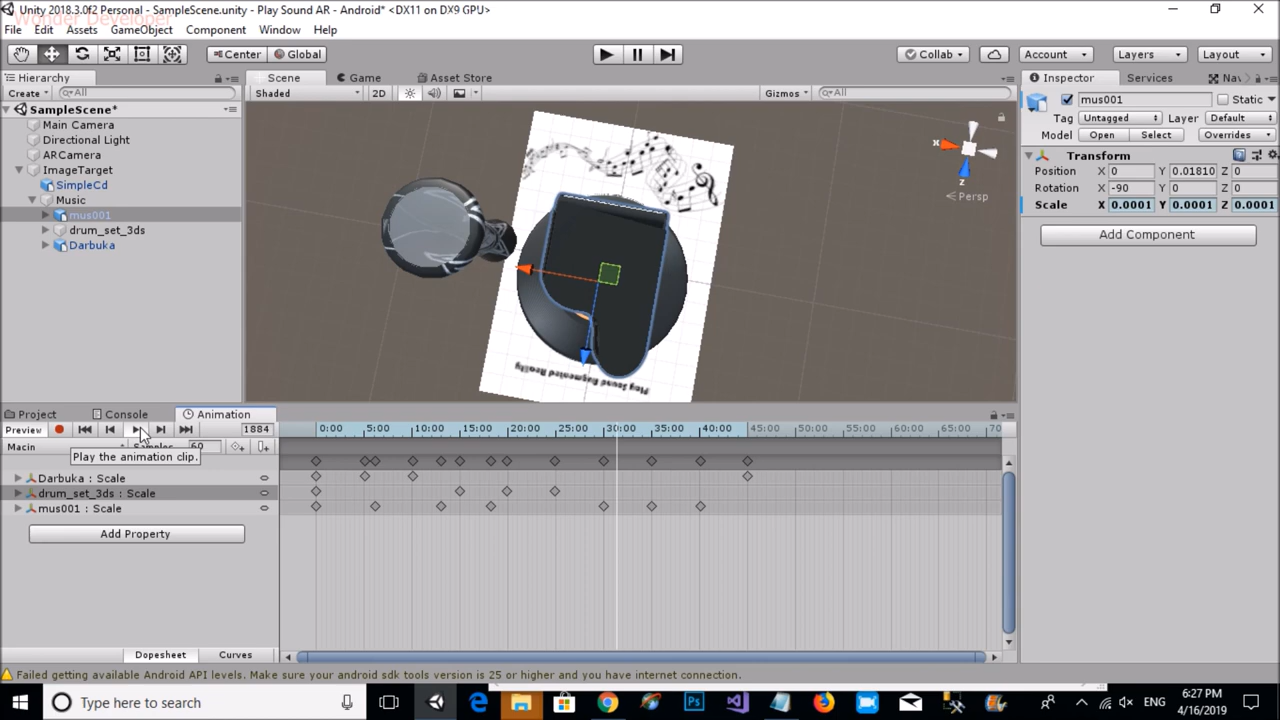 Unity 2018.3.0f2 Personal - SampleScene.unity - Play Sound AR - Android* <DX11 on DX9 GPU>
Wonder Developer
File Edit Assets GameObject Component Window Help
Center Global Collab Account Layers Layout
Hierarchy Scene Game Asset Store Inspector Services Nav
Create All Shaded 2D Gizmos All
SampleScene*
Main Camera
Directional Light
ARCamera
ImageTarget
SimpleCd
Music
mus001
drum_set_3ds
Darbuka
x
z
Persp
Play Sound Augmented Reality
mus001 Static
Tag Untagged Layer Default
Model Open Select Overrides
Transform
Position X 0 Y 0.01810 Z 0
Rotation X -90 Y 0 Z 0
Scale X 0.0001 Y 0.0001 Z 0.0001
Add Component
Project Console Animation
Preview 1884 0:00 5:00 10:00 15:00 20:00 25:00 30:00 35:00 40:00 45:00 50:00 55:00 60:00 65:00 70
Macin Samples 60
Play the animation clip.
Darbuka : Scale
drum_set_3ds : Scale
mus001 : Scale
Add Property
Dopesheet Curves
Failed getting available Android API levels. Make sure your android sdk tools version is 25 or higher and you have internet connection.
Type here to search
ENG
6:27 PM
4/16/2019